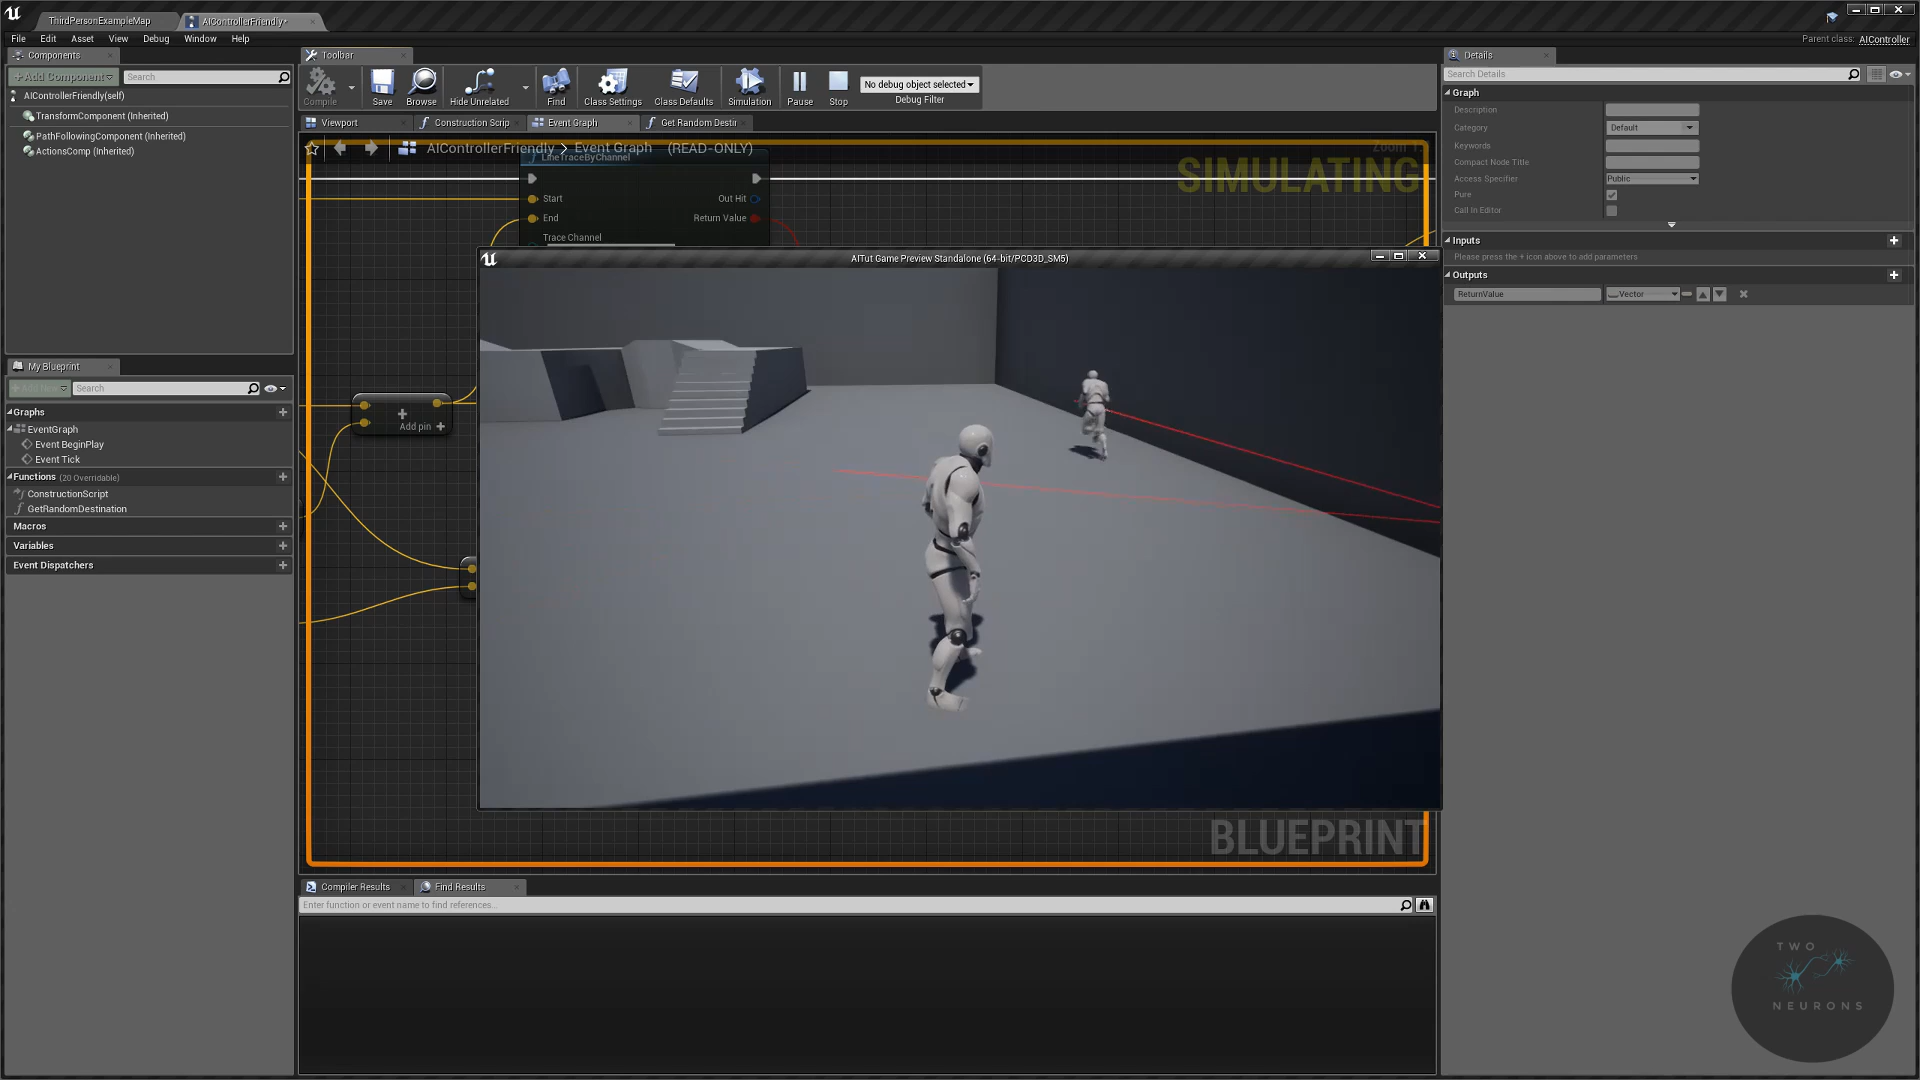 ThirdPersonExampleMap
AIControllerFriendly*
File Edit Asset View Debug Window Help
Parent class: AIController
Components
+Add Component
Search
AIControllerFriendly(self)
TransformComponent (Inherited)
PathFollowingComponent (Inherited)
ActionsComp (Inherited)
My Blueprint
Add New
Search
Graphs
EventGraph
Event BeginPlay
Event Tick
Functions (20 Overridable)
ConstructionScript
GetRandomDestination
Macros
Variables
Event Dispatchers
Toolbar
Compile
Save
Browse
Hide Unrelated
Find
Class Settings
Class Defaults
Simulation
Pause
Stop
No debug object selected
Debug Filter
Viewport
Construction Scrip
Event Graph
Get Random Destir
AIControllerFriendly > Event Graph (READ-ONLY)
SIMULATING
LineTraceByChannel
Start
Out Hit
End
Return Value
Trace Channel
Add pin +
AITut Game Preview Standalone (64-bit/PCD3D_SM5)
BLUEPRINT
Compiler Results
Find Results
Enter function or event name to find references...
Details
Search Details
Graph
Description
Category
Default
Keywords
Compact Node Title
Access Specifier
Public
Pure
Call In Editor
Inputs
Please press the + icon above to add parameters
Outputs
ReturnValue
Vector
TWO
NEURONS